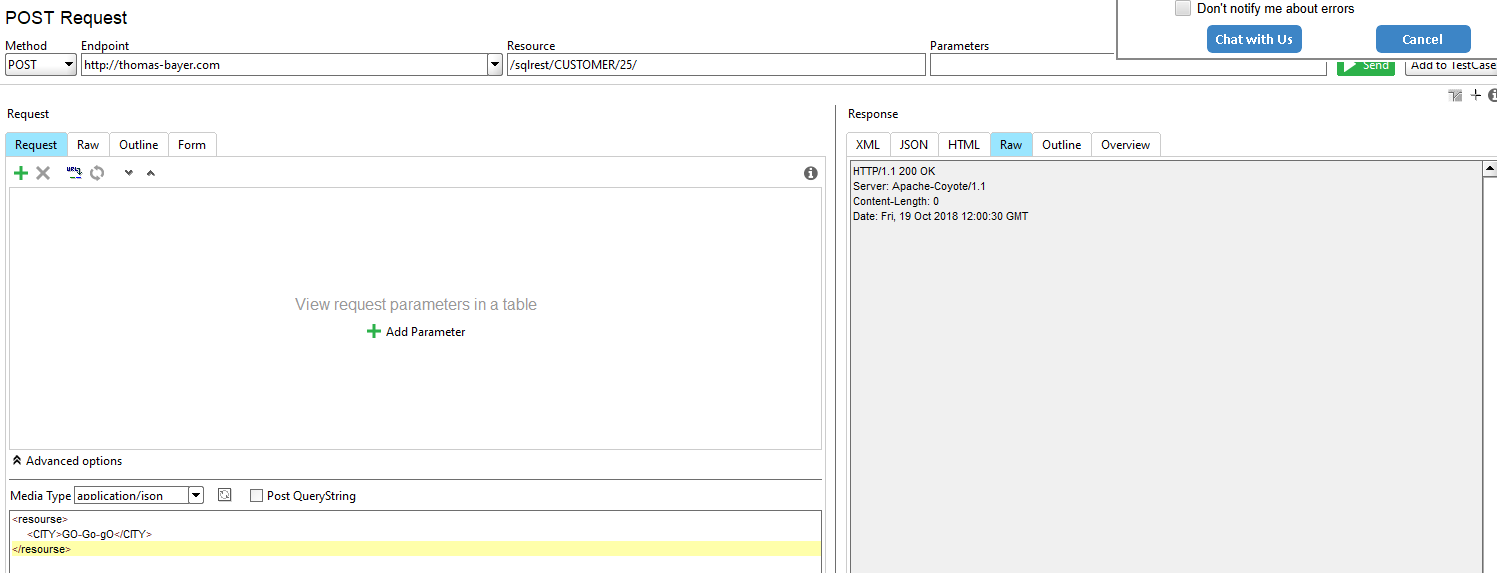 POST Request
Don't notify me about errors
Chat with Us Cancel
Method Endpoint Resource Parameters
POST http://thomas-bayer.com /sqlrest/CUSTOMER/25/ Send Add to TestCase
Request
Response
Request Raw Outline Form
XML JSON HTML Raw Outline Overview
HTTP/1.1 200 OK
Server: Apache-Coyote/1.1
Content-Length: 0
Date: Fri, 19 Oct 2018 12:00:30 GMT
View request parameters in a table
Add Parameter
Advanced options
Media Type application/json Post QueryString
<resourse>
<CITY>GO-Go-gO</CITY>
</resourse>